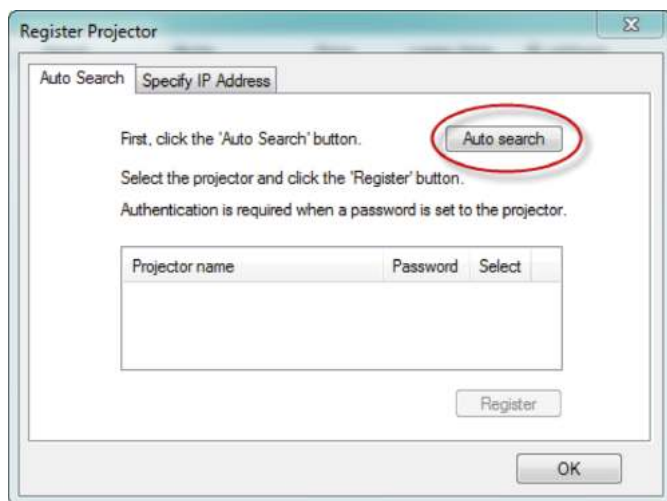 Register Projector
Auto Search Specify IP Address
First, click the 'Auto Search' button. Auto search
Select the projector and click the 'Register' button.
Authentication is required when a password is set to the projector.
Projector name Password Select
Register
OK